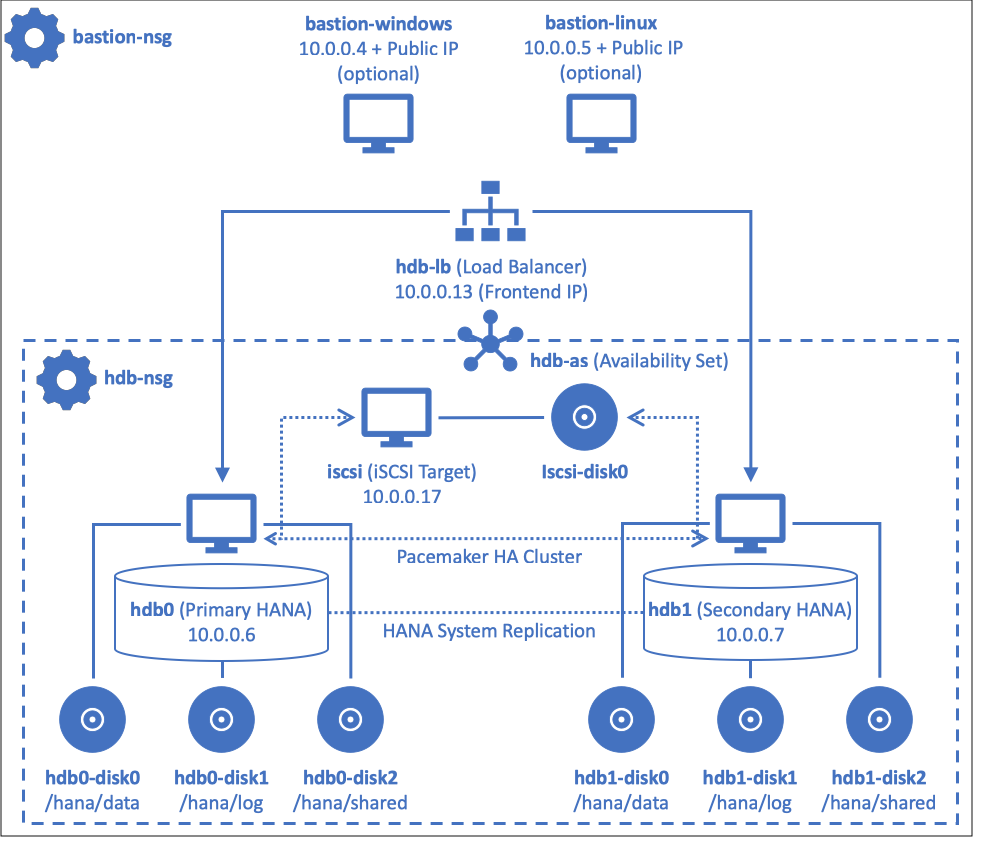 bastion-nsg
bastion-windows
10.0.0.4 + Public IP
(optional)
bastion-linux
10.0.0.5 + Public IP
(optional)
hdb-lb (Load Balancer)
10.0.0.13 (Frontend IP)
hdb-as (Availability Set)
hdb-nsg
iscsi (iSCSI Target)
10.0.0.17
Iscsi-disk0
Pacemaker HA Cluster
hdb0 (Primary HANA)
10.0.0.6
HANA System Replication
hdb1 (Secondary HANA)
10.0.0.7
hdb0-disk0
/hana/data
hdb0-disk1
/hana/log
hdb0-disk2
/hana/shared
hdb1-disk0
/hana/data
hdb1-disk1
/hana/log
hdb1-disk2
/hana/shared